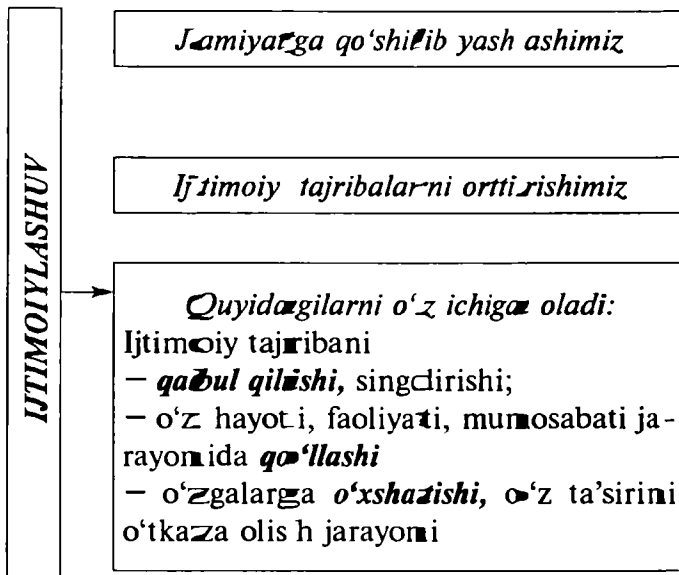 IJTIMOIYLASHUV
Jamiyatga qo‘shilib yashashimiz
Ijtimoiy tajribalarni orttirishimiz
Quyidagilarni o‘z ichiga oladi:
Ijtimoiy tajribani
– qabul qilishi, singdirishi;
– o‘z hayoti, faoliyati, munosabati ja-
rayonida qo‘llashi
– o‘zgalarga o‘xshatishi, o‘z ta’sirini
o‘tkaza olish jarayoni